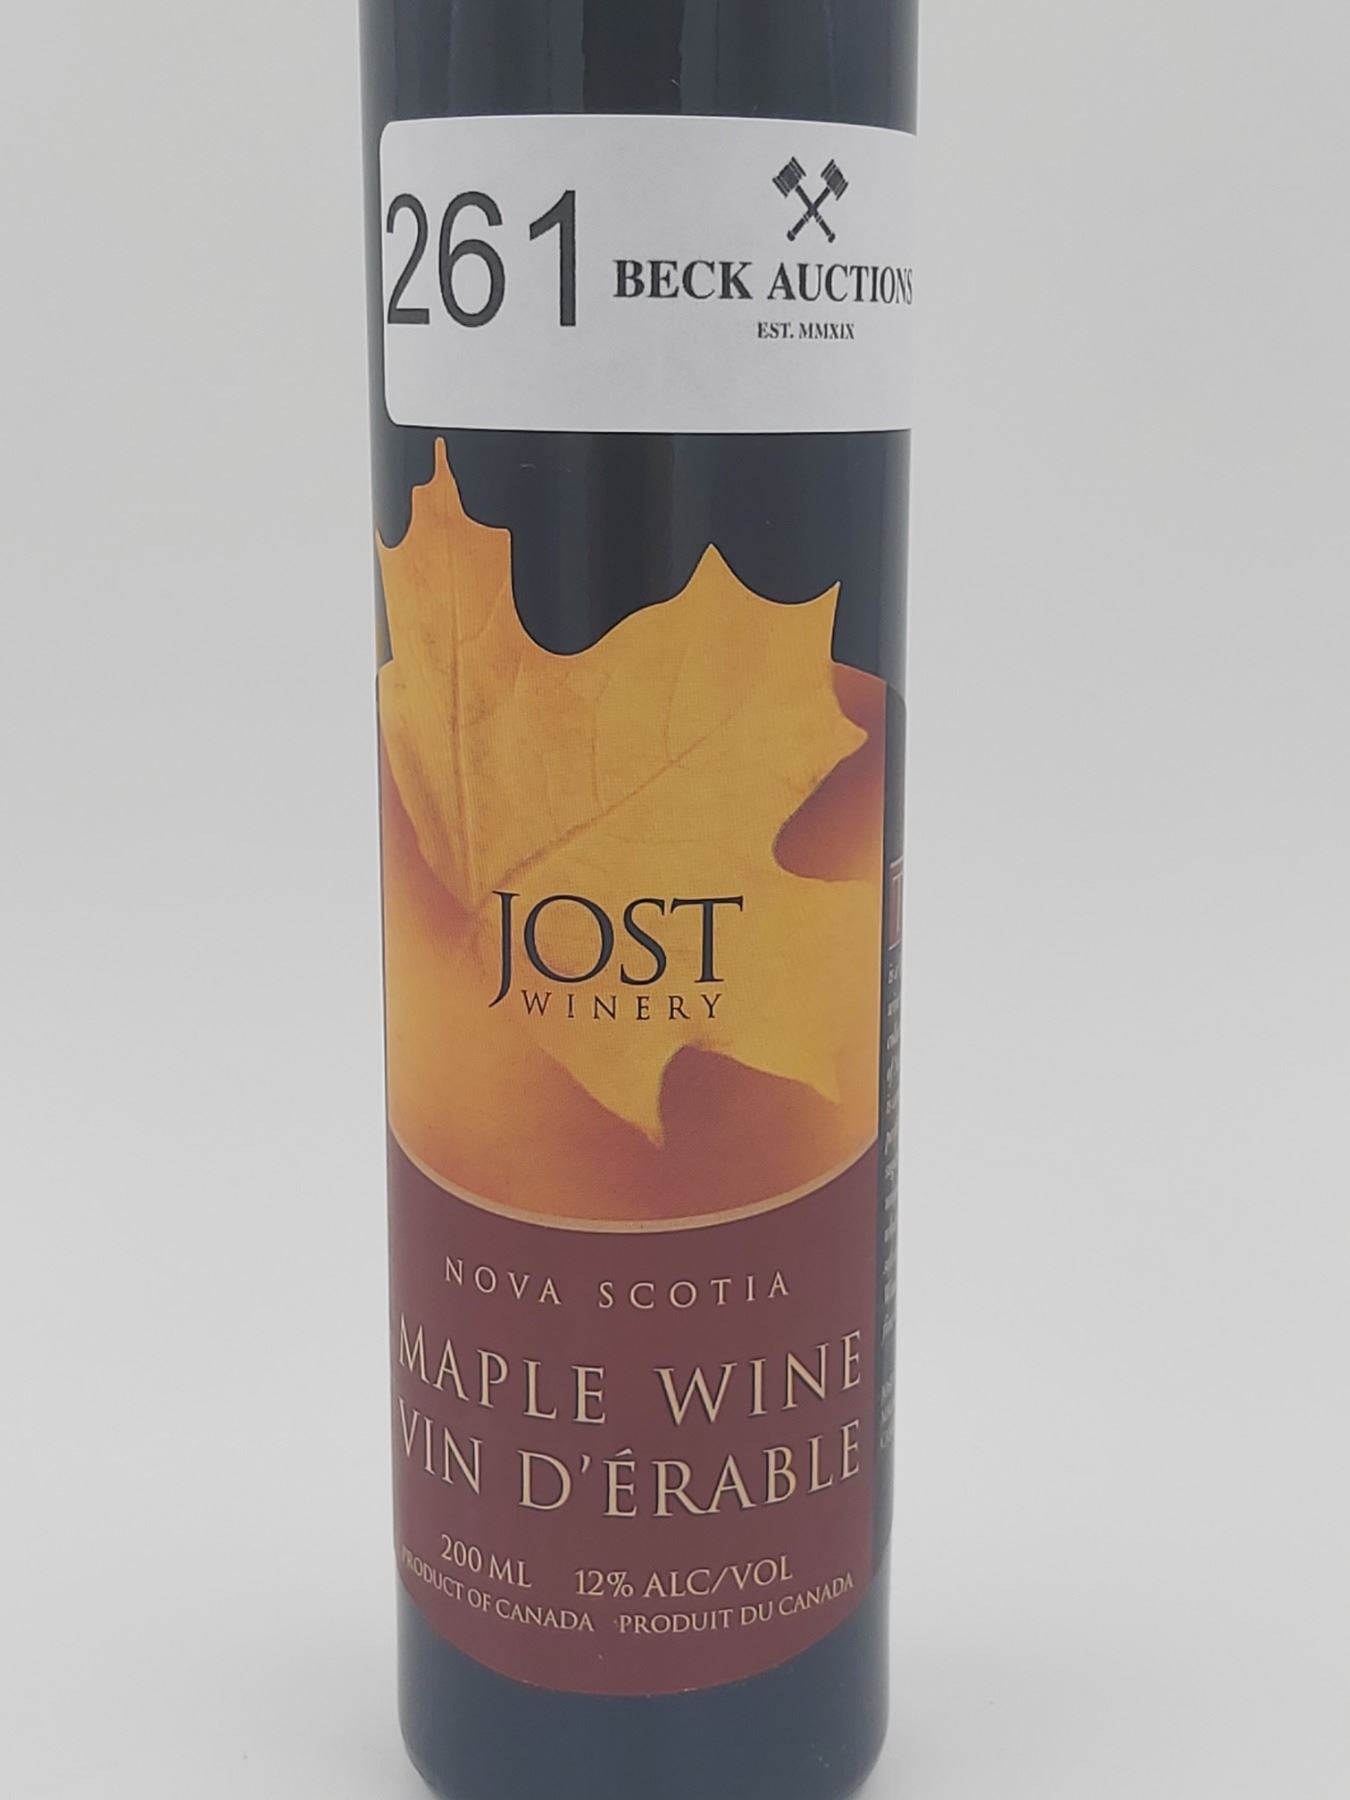 261
BECK AUCTIONS
EST. MMXIX
JOST
WINERY
NOVA SCOTIA
MAPLE WINE
VIN D'ÉRABLE
200 ML 12% ALC/VOL
PRODUCT OF CANADA PRODUIT DU CANADA